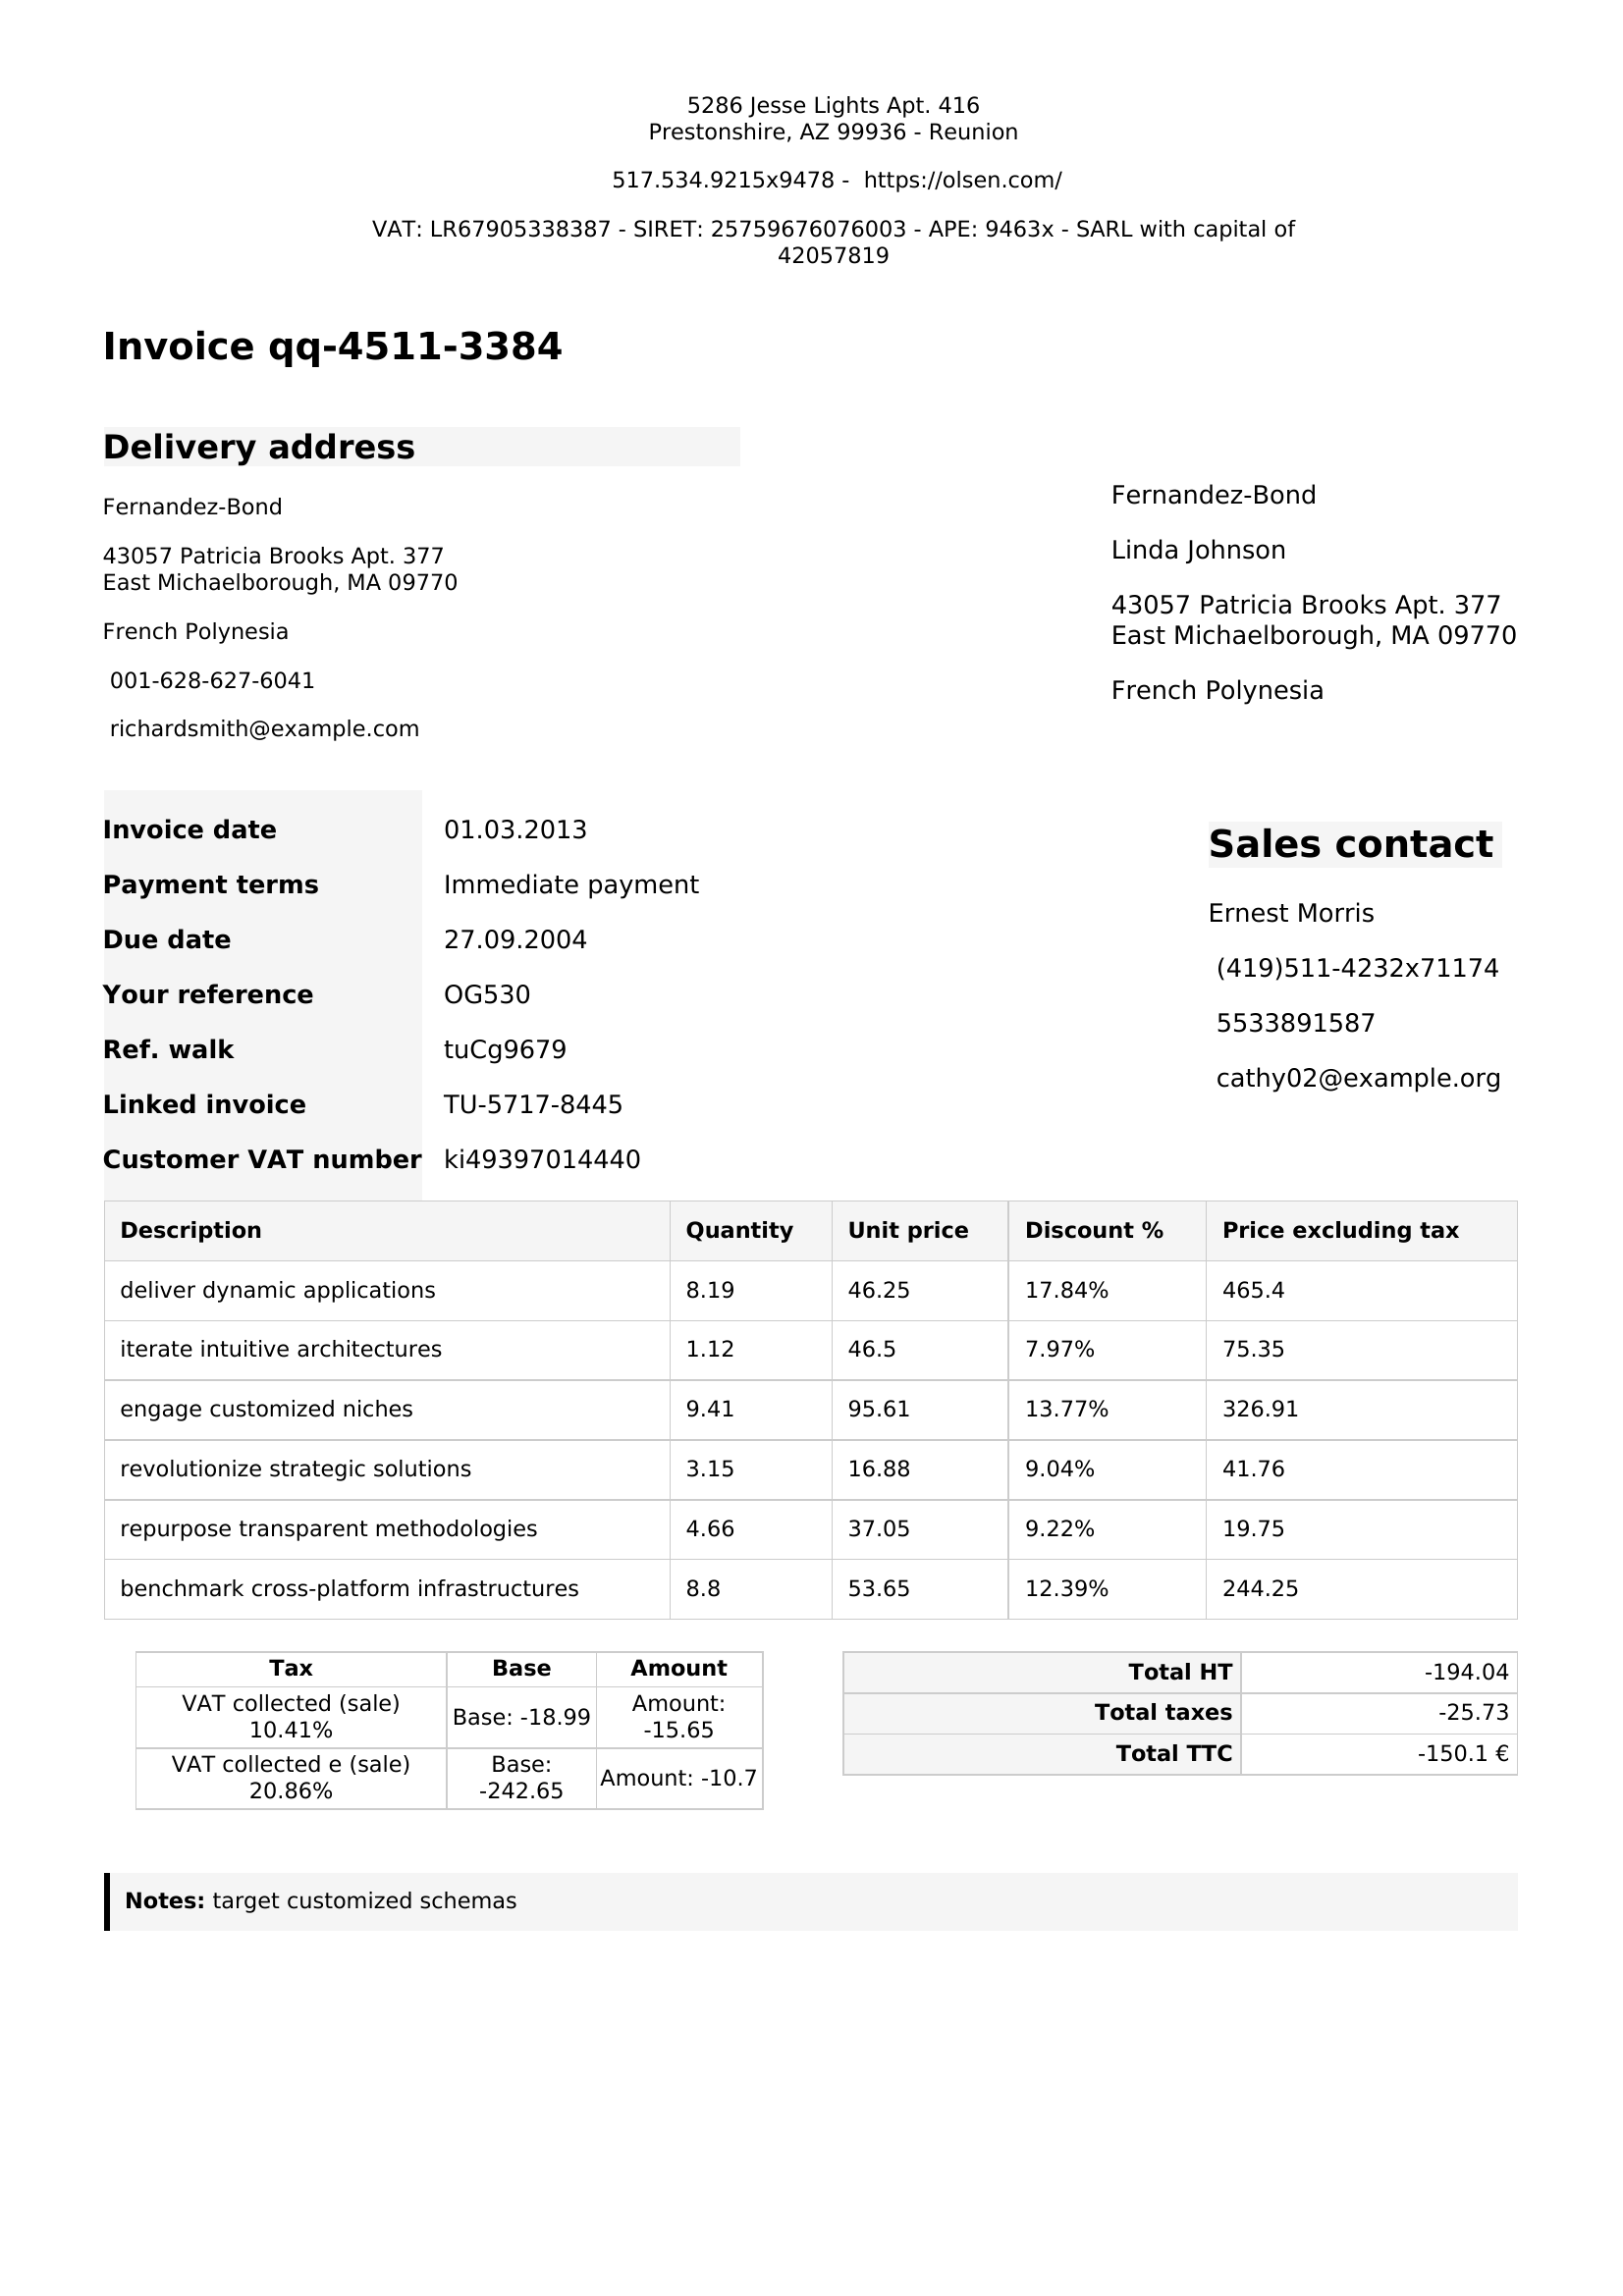 5286 Jesse Lights Apt. 416
Prestonshire, AZ 99936 - Reunion
517.534.9215x9478 - https://olsen.com/
VAT: LR67905338387 - SIRET: 25759676076003 - APE: 9463x - SARL with capital of
42057819
Invoice qq-4511-3384
Delivery address
Fernandez-Bond
43057 Patricia Brooks Apt. 377
East Michaelborough, MA 09770
French Polynesia
001-628-627-6041
richardsmith@example.com
Fernandez-Bond
Linda Johnson
43057 Patricia Brooks Apt. 377
East Michaelborough, MA 09770
French Polynesia
Invoice date 01.03.2013
Payment terms Immediate payment
Due date 27.09.2004
Your reference OG530
Ref. walk tuCg9679
Linked invoice TU-5717-8445
Customer VAT number ki49397014440
Sales contact
Ernest Morris
(419)511-4232x71174
5533891587
cathy02@example.org
Description Quantity Unit price Discount % Price excluding tax
deliver dynamic applications 8.19 46.25 17.84% 465.4
iterate intuitive architectures 1.12 46.5 7.97% 75.35
engage customized niches 9.41 95.61 13.77% 326.91
revolutionize strategic solutions 3.15 16.88 9.04% 41.76
repurpose transparent methodologies 4.66 37.05 9.22% 19.75
benchmark cross-platform infrastructures 8.8 53.65 12.39% 244.25
Tax Base Amount
VAT collected (sale)
10.41%
Base: -18.99
Amount:
-15.65
VAT collected e (sale)
20.86%
Base:
-242.65
Amount: -10.7
Total HT -194.04
Total taxes -25.73
Total TTC -150.1 €
Notes: target customized schemas